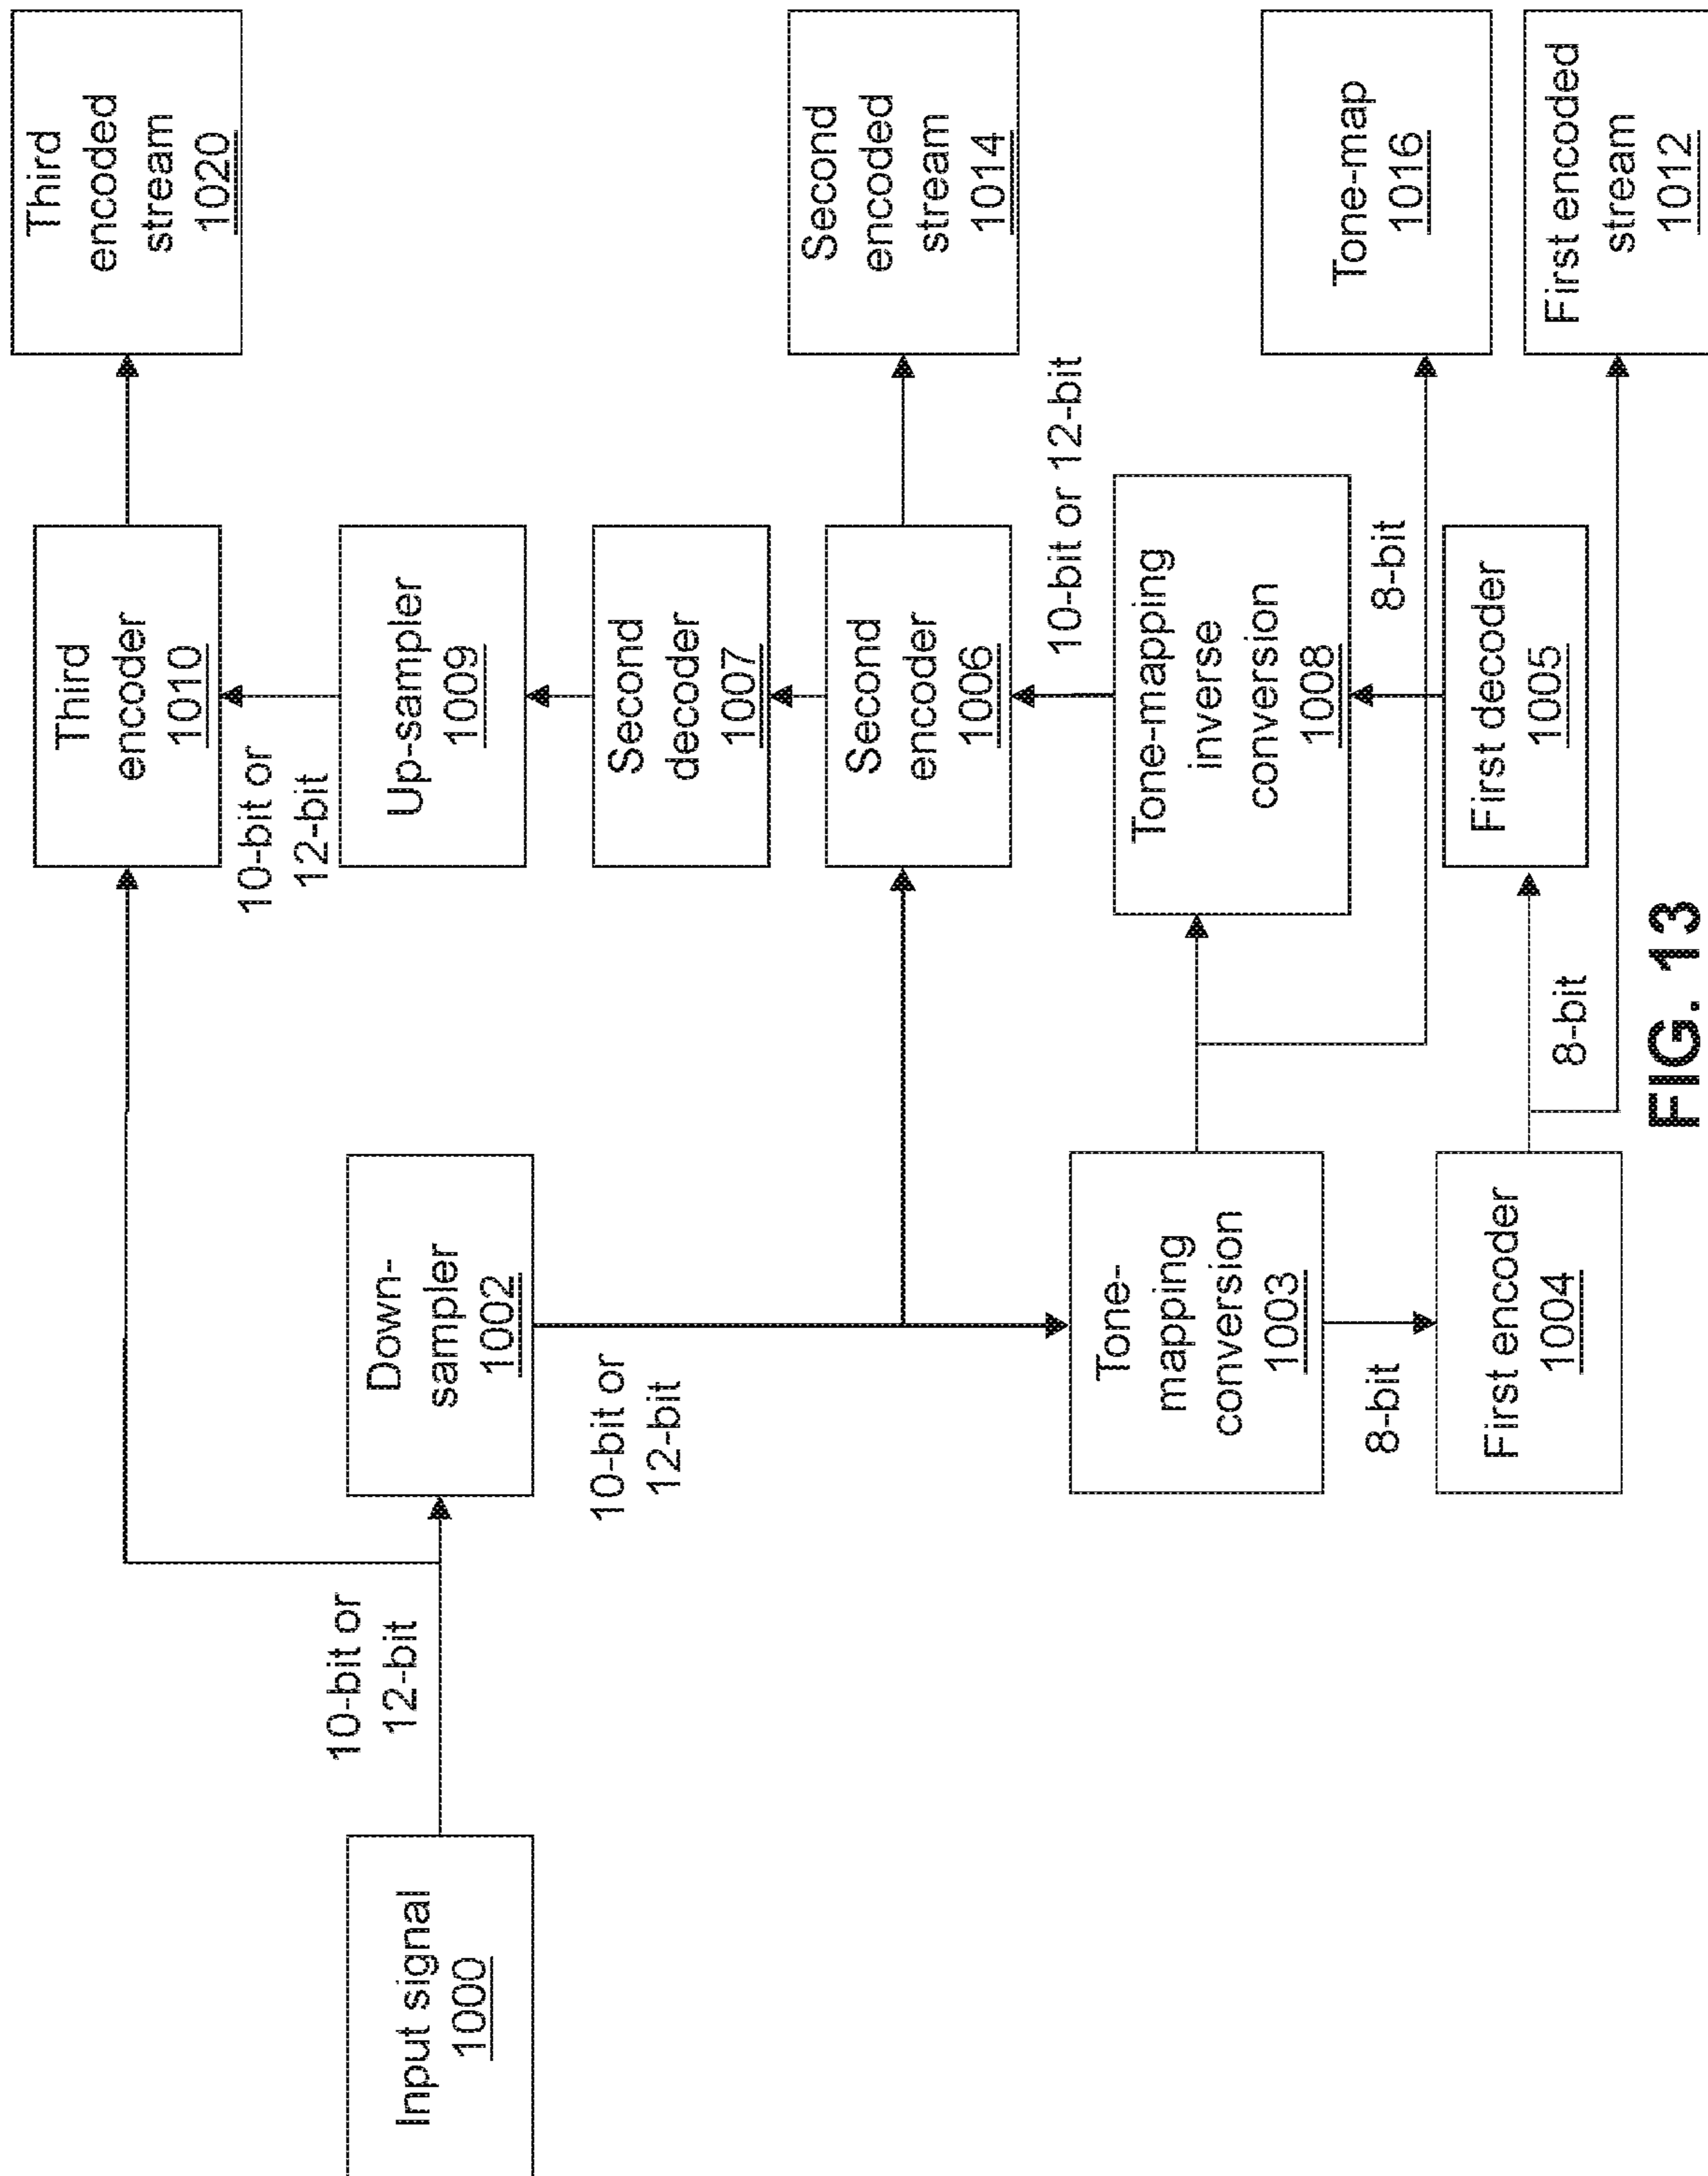 Input signal
1000
10-bit or
12-bit
Down-
sampler
1002
10-bit or
12-bit
Tone-
mapping
conversion
1003
8-bit
First encoder
1004
Third
encoder
1010
10-bit or
12-bit
Up-sampler
1009
Second
decoder
1007
Second
encoder
1006
10-bit or 12-bit
Tone-mapping
inverse
conversion
1008
8-bit
First decoder
1005
8-bit
Third
encoded
stream
1020
Second
encoded
stream
1014
Tone-map
1016
First encoded
stream
1012
FIG. 13